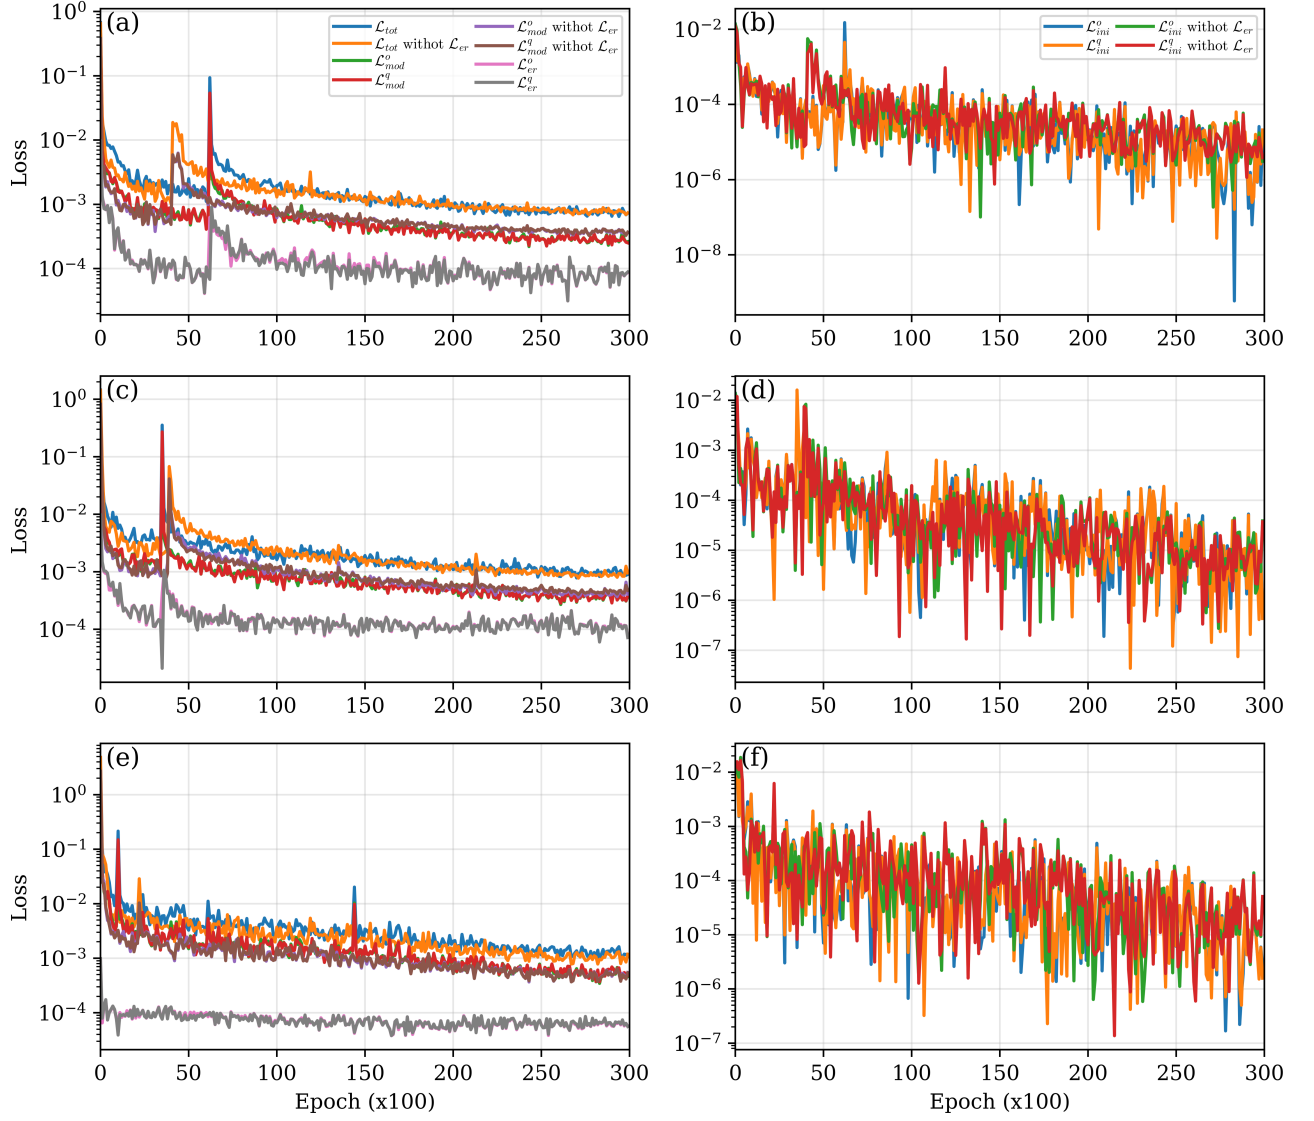 (a)
10⁰
10⁻¹
10⁻²
10⁻³
10⁻⁴
Loss
0 50 100 150 200 250 300
ℒ_tot
ℒ_tot withot ℒ_er
ℒ^o_mod
ℒ^q_mod
ℒ^o_mod withot ℒ_er
ℒ^q_mod withot ℒ_er
ℒ^o_er
ℒ^q_er
(b)
10⁻²
10⁻⁴
10⁻⁶
10⁻⁸
0 50 100 150 200 250 300
ℒ^o_ini
ℒ^q_ini
ℒ^o_ini withot ℒ_er
ℒ^q_ini withot ℒ_er
(c)
10⁰
10⁻¹
10⁻²
10⁻³
10⁻⁴
Loss
0 50 100 150 200 250 300
(d)
10⁻²
10⁻³
10⁻⁴
10⁻⁵
10⁻⁶
10⁻⁷
0 50 100 150 200 250 300
(e)
10⁰
10⁻¹
10⁻²
10⁻³
10⁻⁴
Loss
0 50 100 150 200 250 300
Epoch (x100)
(f)
10⁻²
10⁻³
10⁻⁴
10⁻⁵
10⁻⁶
10⁻⁷
0 50 100 150 200 250 300
Epoch (x100)